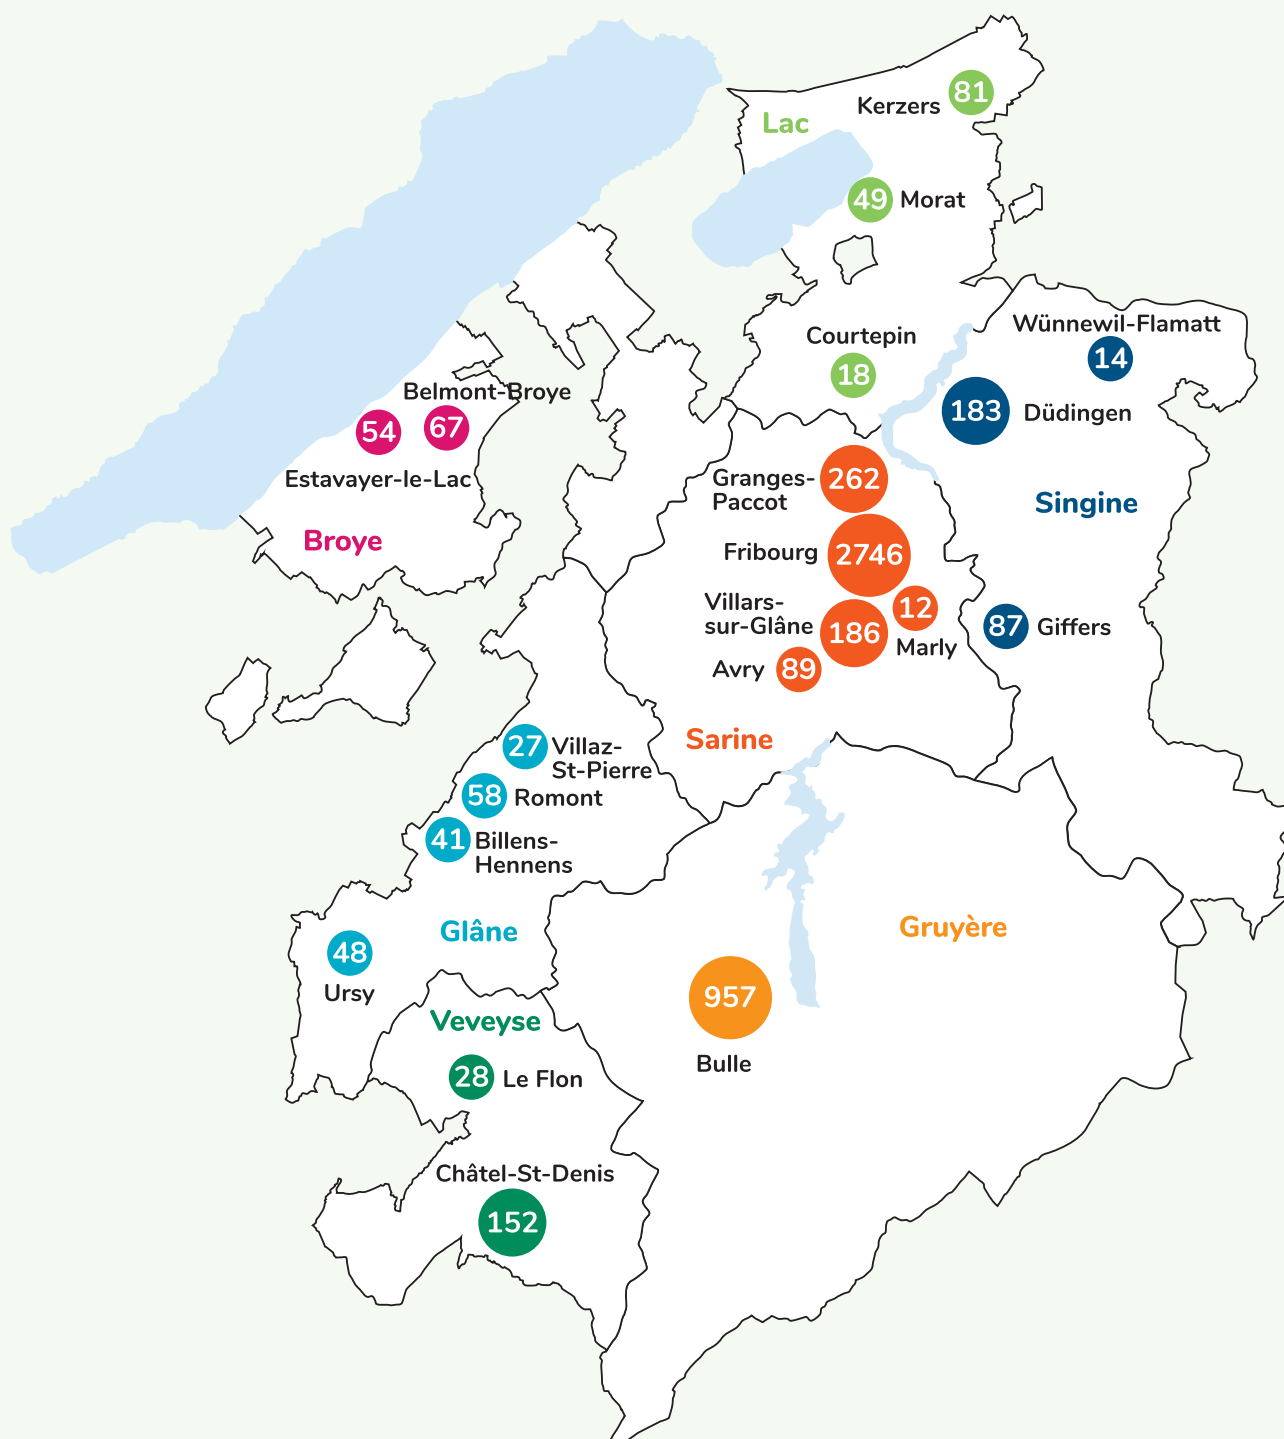 81
Kerzers
Lac
49
Morat
Courtepin
18
Wünnewil-Flamatt
14
183
Düdingen
Belmont-Broye
54
67
Estavayer-le-Lac
Broye
Granges-
Paccot
262
Singine
Fribourg
2746
Villars-
sur-Glâne
186
12
Marly
87
Giffers
Avry
89
Sarine
27
Villaz-
St-Pierre
58
Romont
41
Billens-
Hennens
Glâne
48
Ursy
Gruyère
957
Bulle
Veveyse
28
Le Flon
Châtel-St-Denis
152